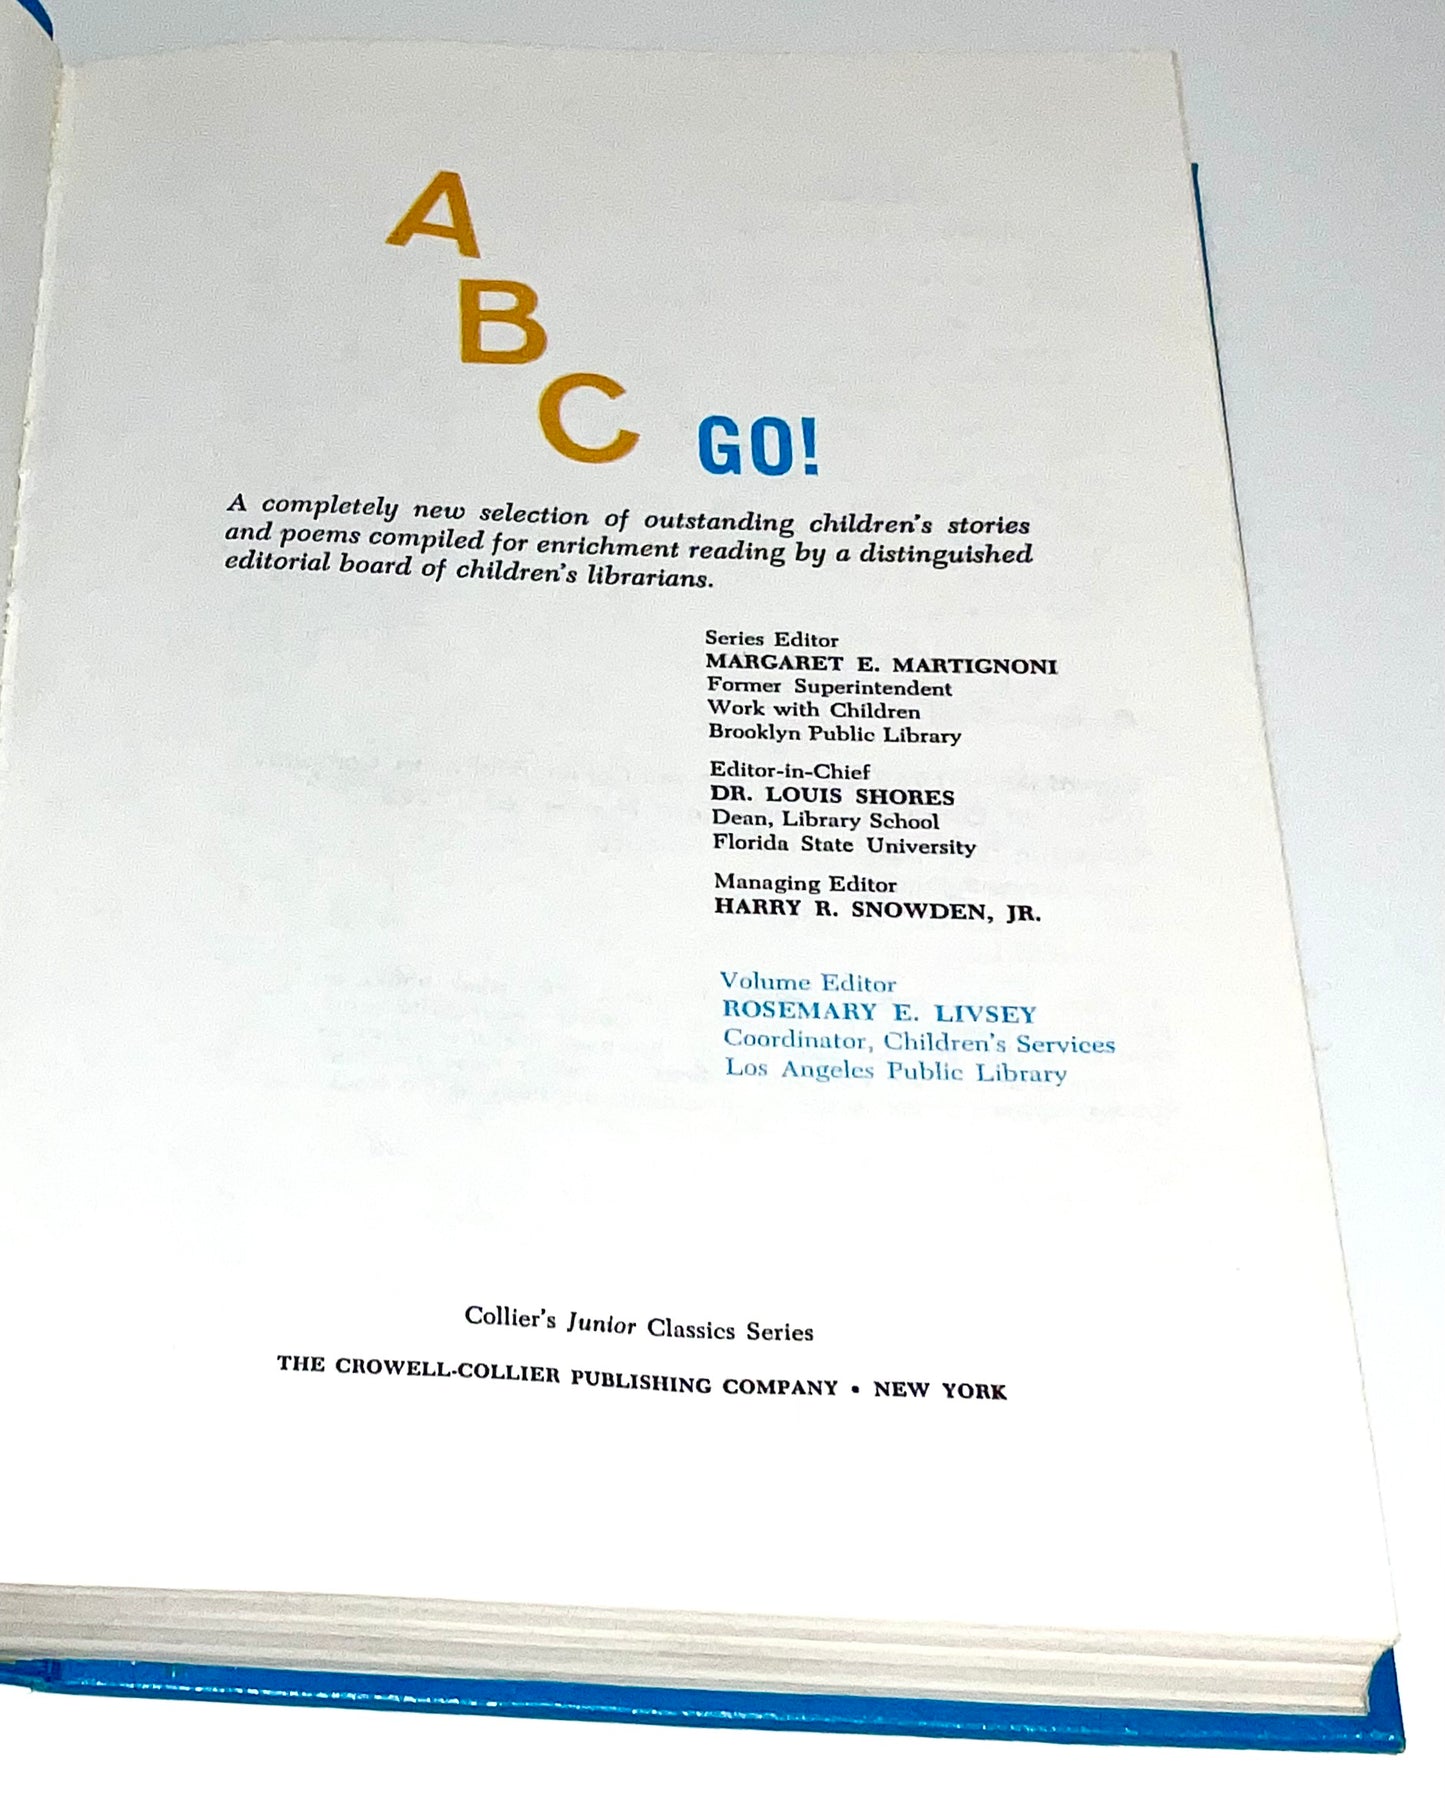 A
B
C GO!
A completely new selection of outstanding children's stories
and poems compiled for enrichment reading by a distinguished
editorial board of children's librarians.
Series Editor
MARGARET E. MARTIGNONI
Former Superintendent
Work with Children
Brooklyn Public Library
Editor-in-Chief
DR. LOUIS SHORES
Dean, Library School
Florida State University
Managing Editor
HARRY R. SNOWDEN, JR.
Volume Editor
ROSEMARY E. LIVSEY
Coordinator, Children's Services
Los Angeles Public Library
Collier's Junior Classics Series
THE CROWELL-COLLIER PUBLISHING COMPANY • NEW YORK